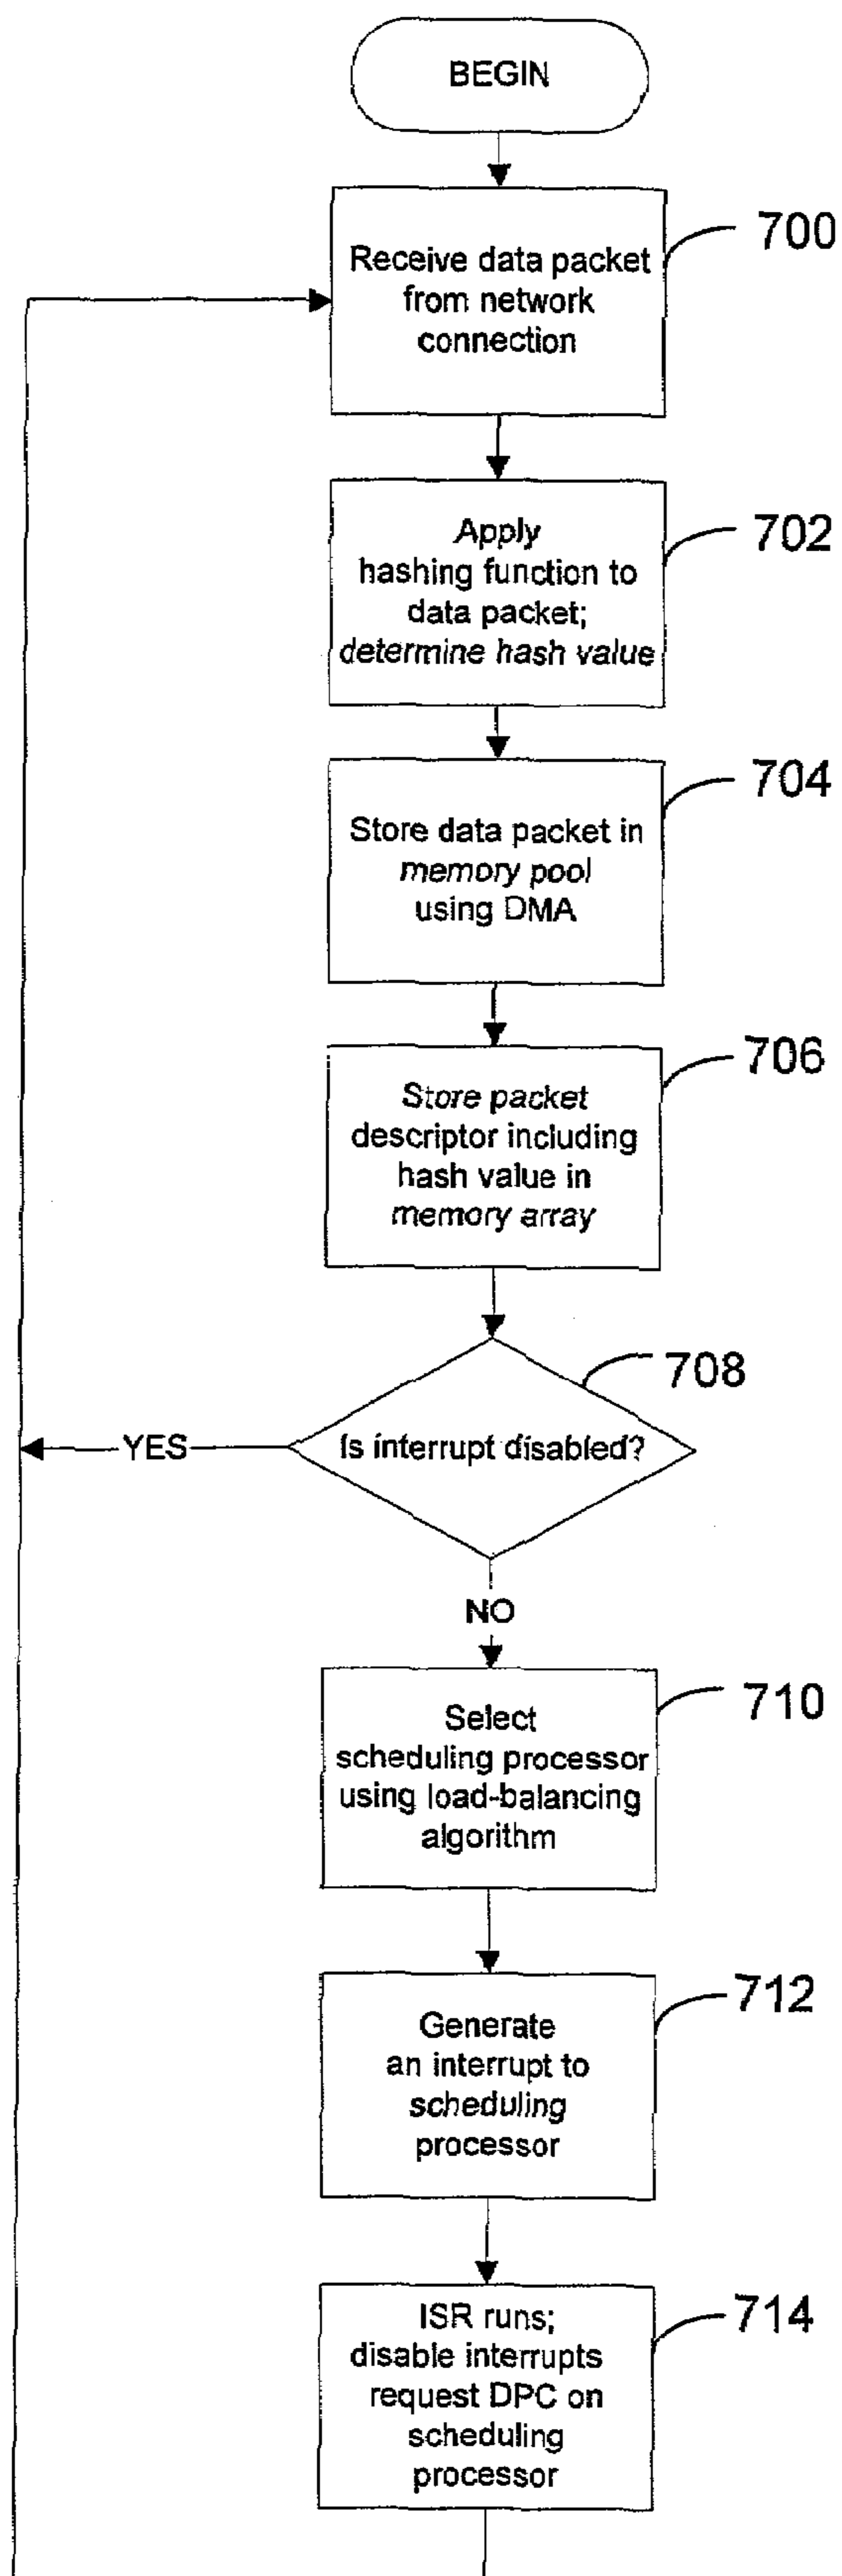 BEGIN
700
Receive data packet
from network
connection
702
Apply
hashing function to
data packet;
determine hash value
704
Store data packet in
memory pool
using DMA
706
Store packet
descriptor including
hash value in
memory array
708
Is interrupt disabled?
YES
NO
710
Select
scheduling processor
using load-balancing
algorithm
712
Generate
an interrupt to
scheduling
processor
714
ISR runs;
disable interrupts
request DPC on
scheduling
processor